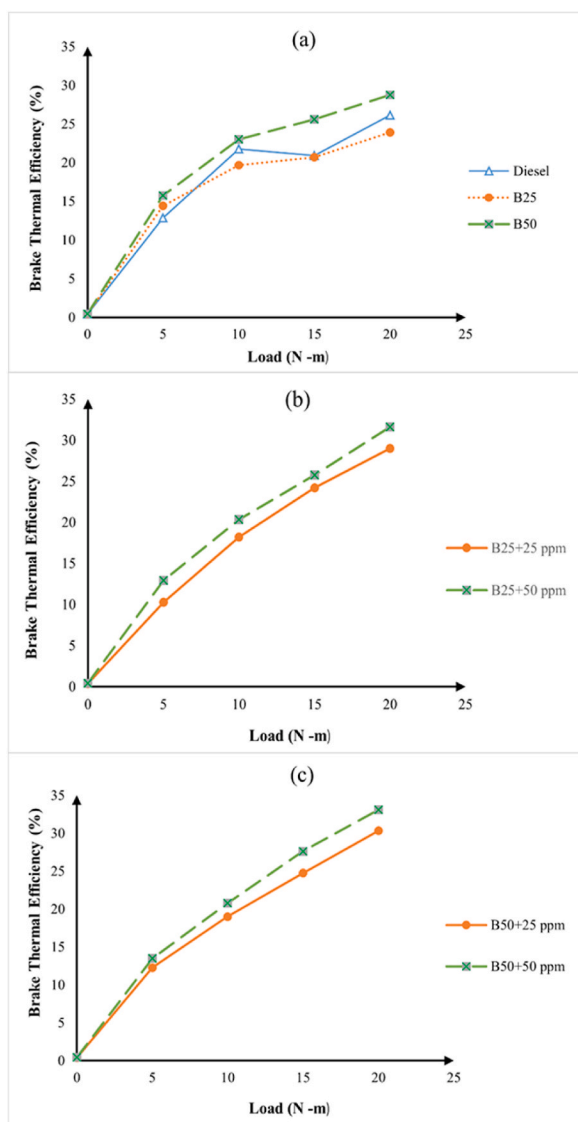 (a)
35
30
25
20
15
10
5
0
0 5 10 15 20 25
Brake Thermal Efficiency (%)
Load (N -m)
Diesel
B25
B50
(b)
35
30
25
20
15
10
5
0
0 5 10 15 20 25
Brake Thermal Efficiency (%)
Load (N -m)
B25+25 ppm
B25+50 ppm
(c)
35
30
25
20
15
10
5
0
0 5 10 15 20 25
Brake Thermal Efficiency (%)
Load (N -m)
B50+25 ppm
B50+50 ppm